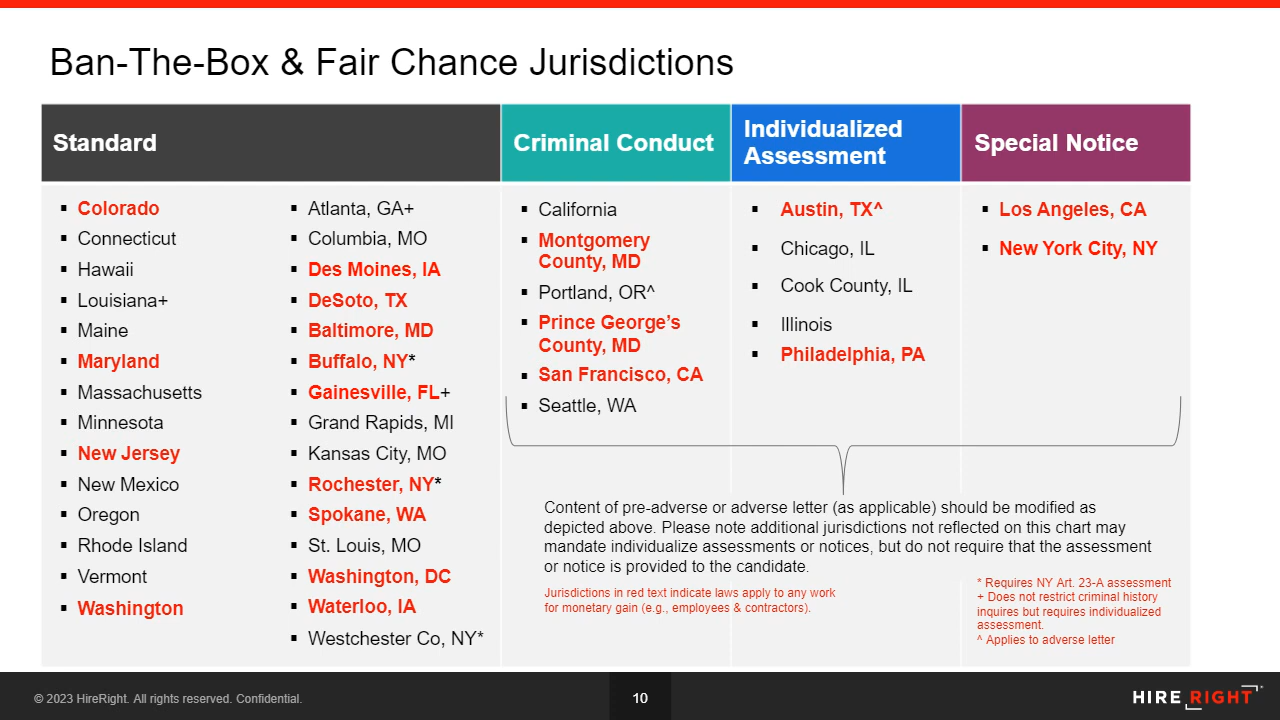 Ban-The-Box & Fair Chance Jurisdictions
Standard
Criminal Conduct
Individualized
Assessment
Special Notice
Colorado
Connecticut
Hawaii
Louisiana+
Maine
Maryland
Massachusetts
Minnesota
New Jersey
New Mexico
Oregon
Rhode Island
Vermont
Washington
Atlanta, GA+
Columbia, MO
Des Moines, IA
DeSoto, TX
Baltimore, MD
Buffalo, NY*
Gainesville, FL+
Grand Rapids, MI
Kansas City, MO
Rochester, NY*
Spokane, WA
St. Louis, MO
Washington, DC
Waterloo, IA
Westchester Co, NY*
California
Montgomery
County, MD
Portland, OR^
Prince George’s
County, MD
San Francisco, CA
Seattle, WA
Austin, TX^
Chicago, IL
Cook County, IL
Illinois
Philadelphia, PA
Los Angeles, CA
New York City, NY
Content of pre-adverse or adverse letter (as applicable) should be modified as
depicted above. Please note additional jurisdictions not reflected on this chart may
mandate individualize assessments or notices, but do not require that the assessment
or notice is provided to the candidate.
Jurisdictions in red text indicate laws apply to any work
for monetary gain (e.g., employees & contractors).
* Requires NY Art. 23-A assessment
+ Does not restrict criminal history
inquires but requires individualized
assessment.
^ Applies to adverse letter
© 2023 HireRight. All rights reserved. Confidential.
10
HIRE RIGHT